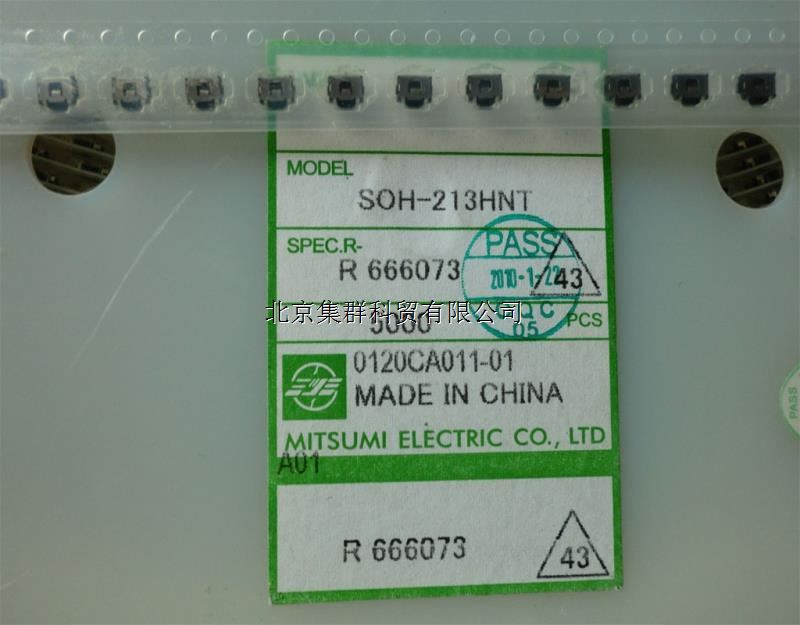 MODEL
SOH-213HNT
SPEC.R-
R 666073
PASS
2010-1-22
43
北京集群科贸有限公司
QC
05
PCS
0120CA011-01
MADE IN CHINA
MITSUMI ELECTRIC CO., LTD
A01
R 666073
43
PASS